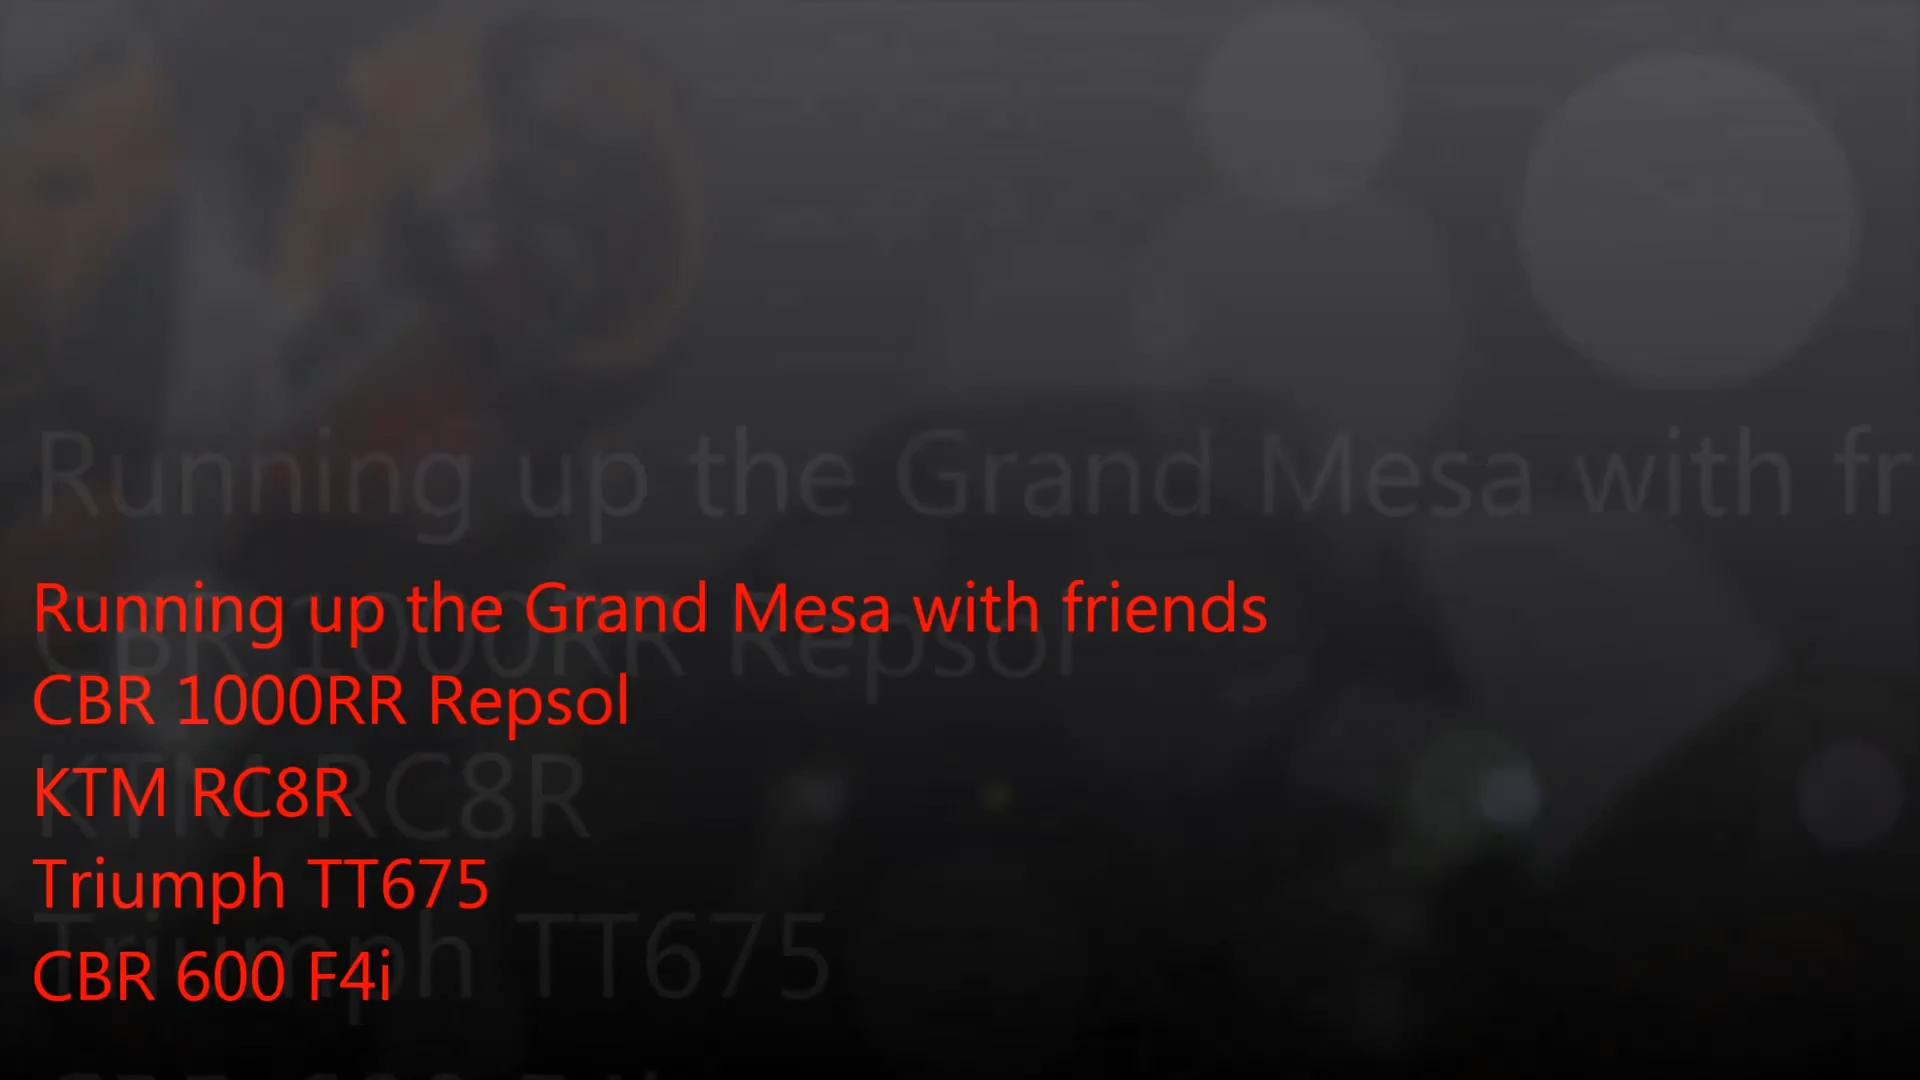 Running up the Grand Mesa with friends
CBR 1000RR Repsol
KTM RC8R
Triumph TT675
CBR 600 F4i